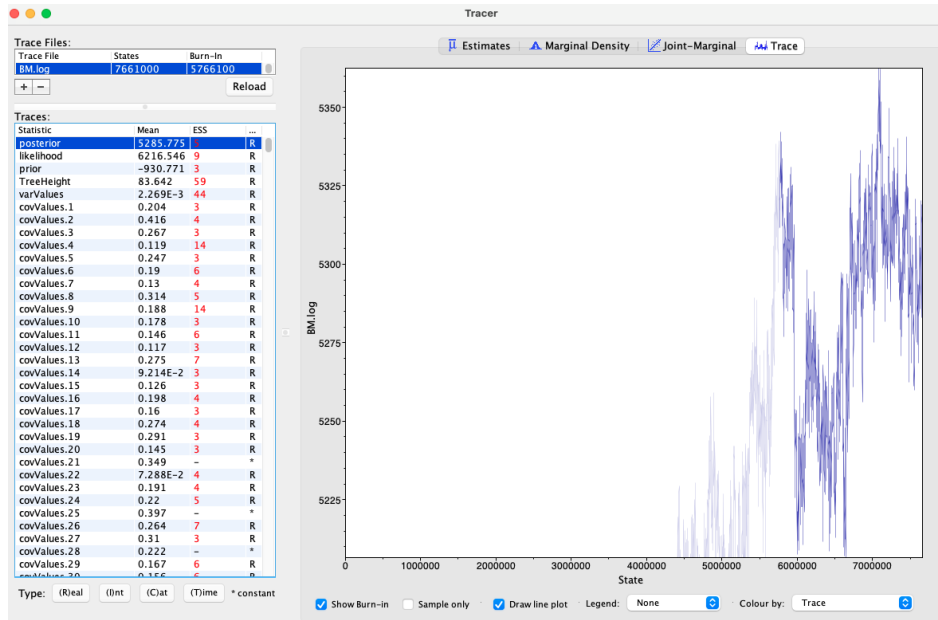 Tracer
Trace Files:
Trace File States Burn-In
BM.log 7661000 5766100
+ −
Reload
Traces:
Statistic Mean ESS ...
posterior 5285.775 3 R
likelihood 6216.546 9 R
prior -930.771 3 R
TreeHeight 83.642 59 R
varValues 2.269E-3 44 R
covValues.1 0.204 3 R
covValues.2 0.416 4 R
covValues.3 0.267 3 R
covValues.4 0.119 14 R
covValues.5 0.247 3 R
covValues.6 0.19 6 R
covValues.7 0.13 4 R
covValues.8 0.314 5 R
covValues.9 0.188 14 R
covValues.10 0.178 3 R
covValues.11 0.146 6 R
covValues.12 0.117 3 R
covValues.13 0.275 7 R
covValues.14 9.214E-2 3 R
covValues.15 0.126 3 R
covValues.16 0.198 4 R
covValues.17 0.16 3 R
covValues.18 0.274 4 R
covValues.19 0.291 3 R
covValues.20 0.145 3 R
covValues.21 0.349 - *
covValues.22 7.288E-2 4 R
covValues.23 0.191 4 R
covValues.24 0.22 5 R
covValues.25 0.397 - *
covValues.26 0.264 7 R
covValues.27 0.31 3 R
covValues.28 0.222 - *
covValues.29 0.167 6 R
covValues.30 0.156 6 R
Type: (R)eal (I)nt (C)at (T)ime * constant
Estimates Marginal Density Joint-Marginal Trace
5350
5325
5300
5275
5250
5225
BM.log
0 1000000 2000000 3000000 4000000 5000000 6000000 7000000
State
Show Burn-in Sample only Draw line plot Legend: None Colour by: Trace